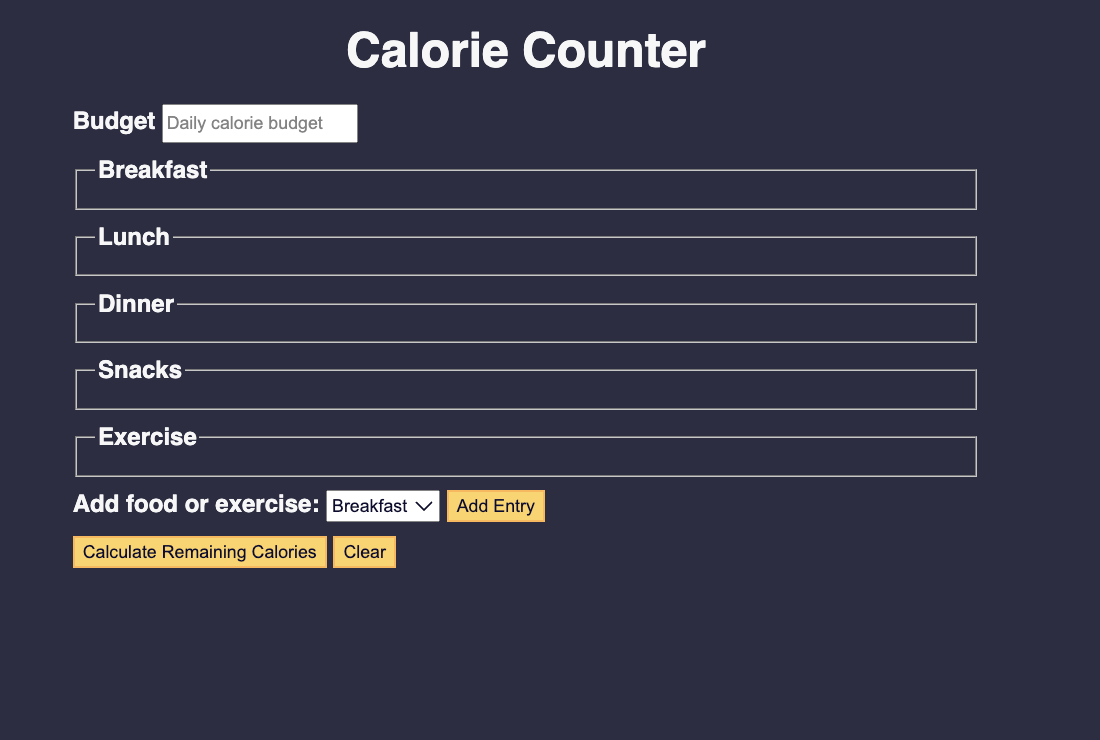 Calorie Counter
Budget Daily calorie budget
Breakfast
Lunch
Dinner
Snacks
Exercise
Add food or exercise: Breakfast Add Entry
Calculate Remaining Calories Clear